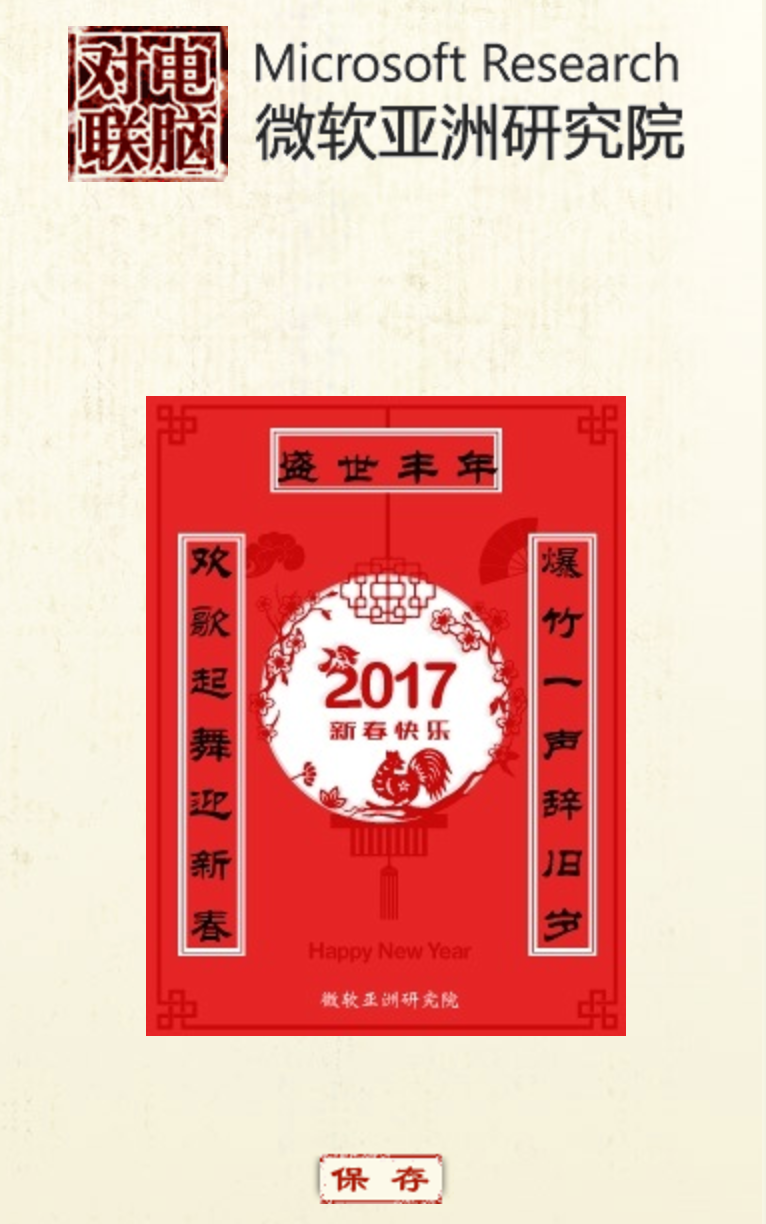 电脑
对联
Microsoft Research
微软亚洲研究院
盛世丰年
爆竹一声辞旧岁
欢歌起舞迎新春
2017
新春快乐
Happy New Year
微软亚洲研究院
保存